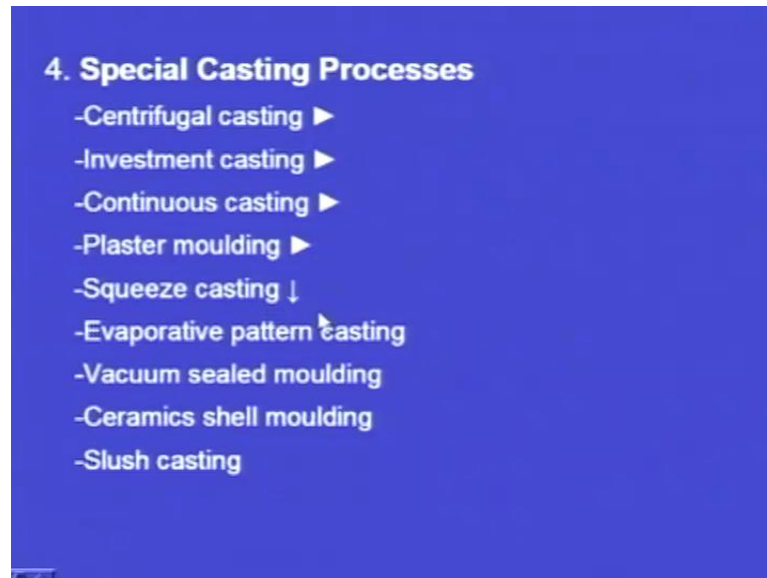 4. Special Casting Processes
-Centrifugal casting ►
-Investment casting ►
-Continuous casting ►
-Plaster moulding ►
-Squeeze casting ↓
-Evaporative pattern casting
-Vacuum sealed moulding
-Ceramics shell moulding
-Slush casting